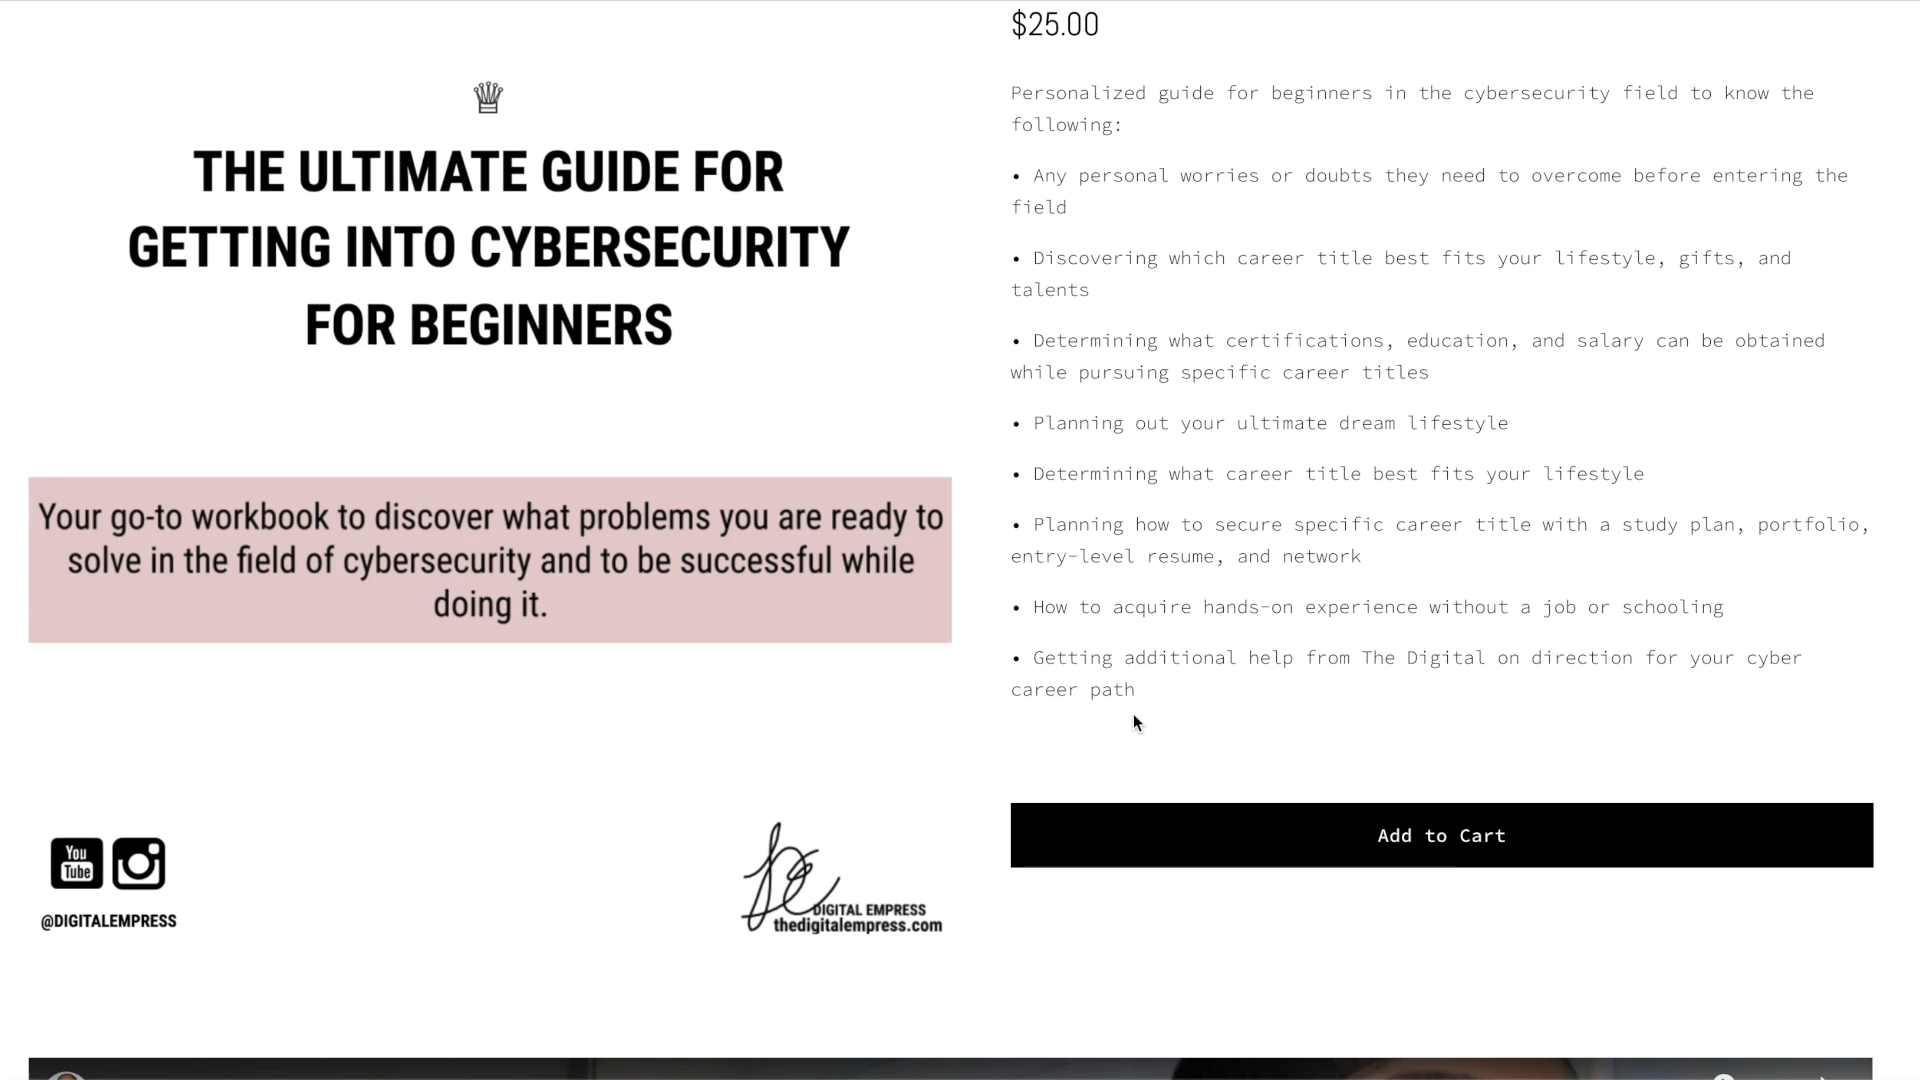 $25.00
THE ULTIMATE GUIDE FOR
GETTING INTO CYBERSECURITY
FOR BEGINNERS
Your go-to workbook to discover what problems you are ready to
solve in the field of cybersecurity and to be successful while
doing it.
You
Tube
@DIGITALEMPRESS
DIGITAL EMPRESS
thedigitalempress.com
Personalized guide for beginners in the cybersecurity field to know the
following:
• Any personal worries or doubts they need to overcome before entering the
field
• Discovering which career title best fits your lifestyle, gifts, and
talents
• Determining what certifications, education, and salary can be obtained
while pursuing specific career titles
• Planning out your ultimate dream lifestyle
• Determining what career title best fits your lifestyle
• Planning how to secure specific career title with a study plan, portfolio,
entry-level resume, and network
• How to acquire hands-on experience without a job or schooling
• Getting additional help from The Digital on direction for your cyber
career path
Add to Cart